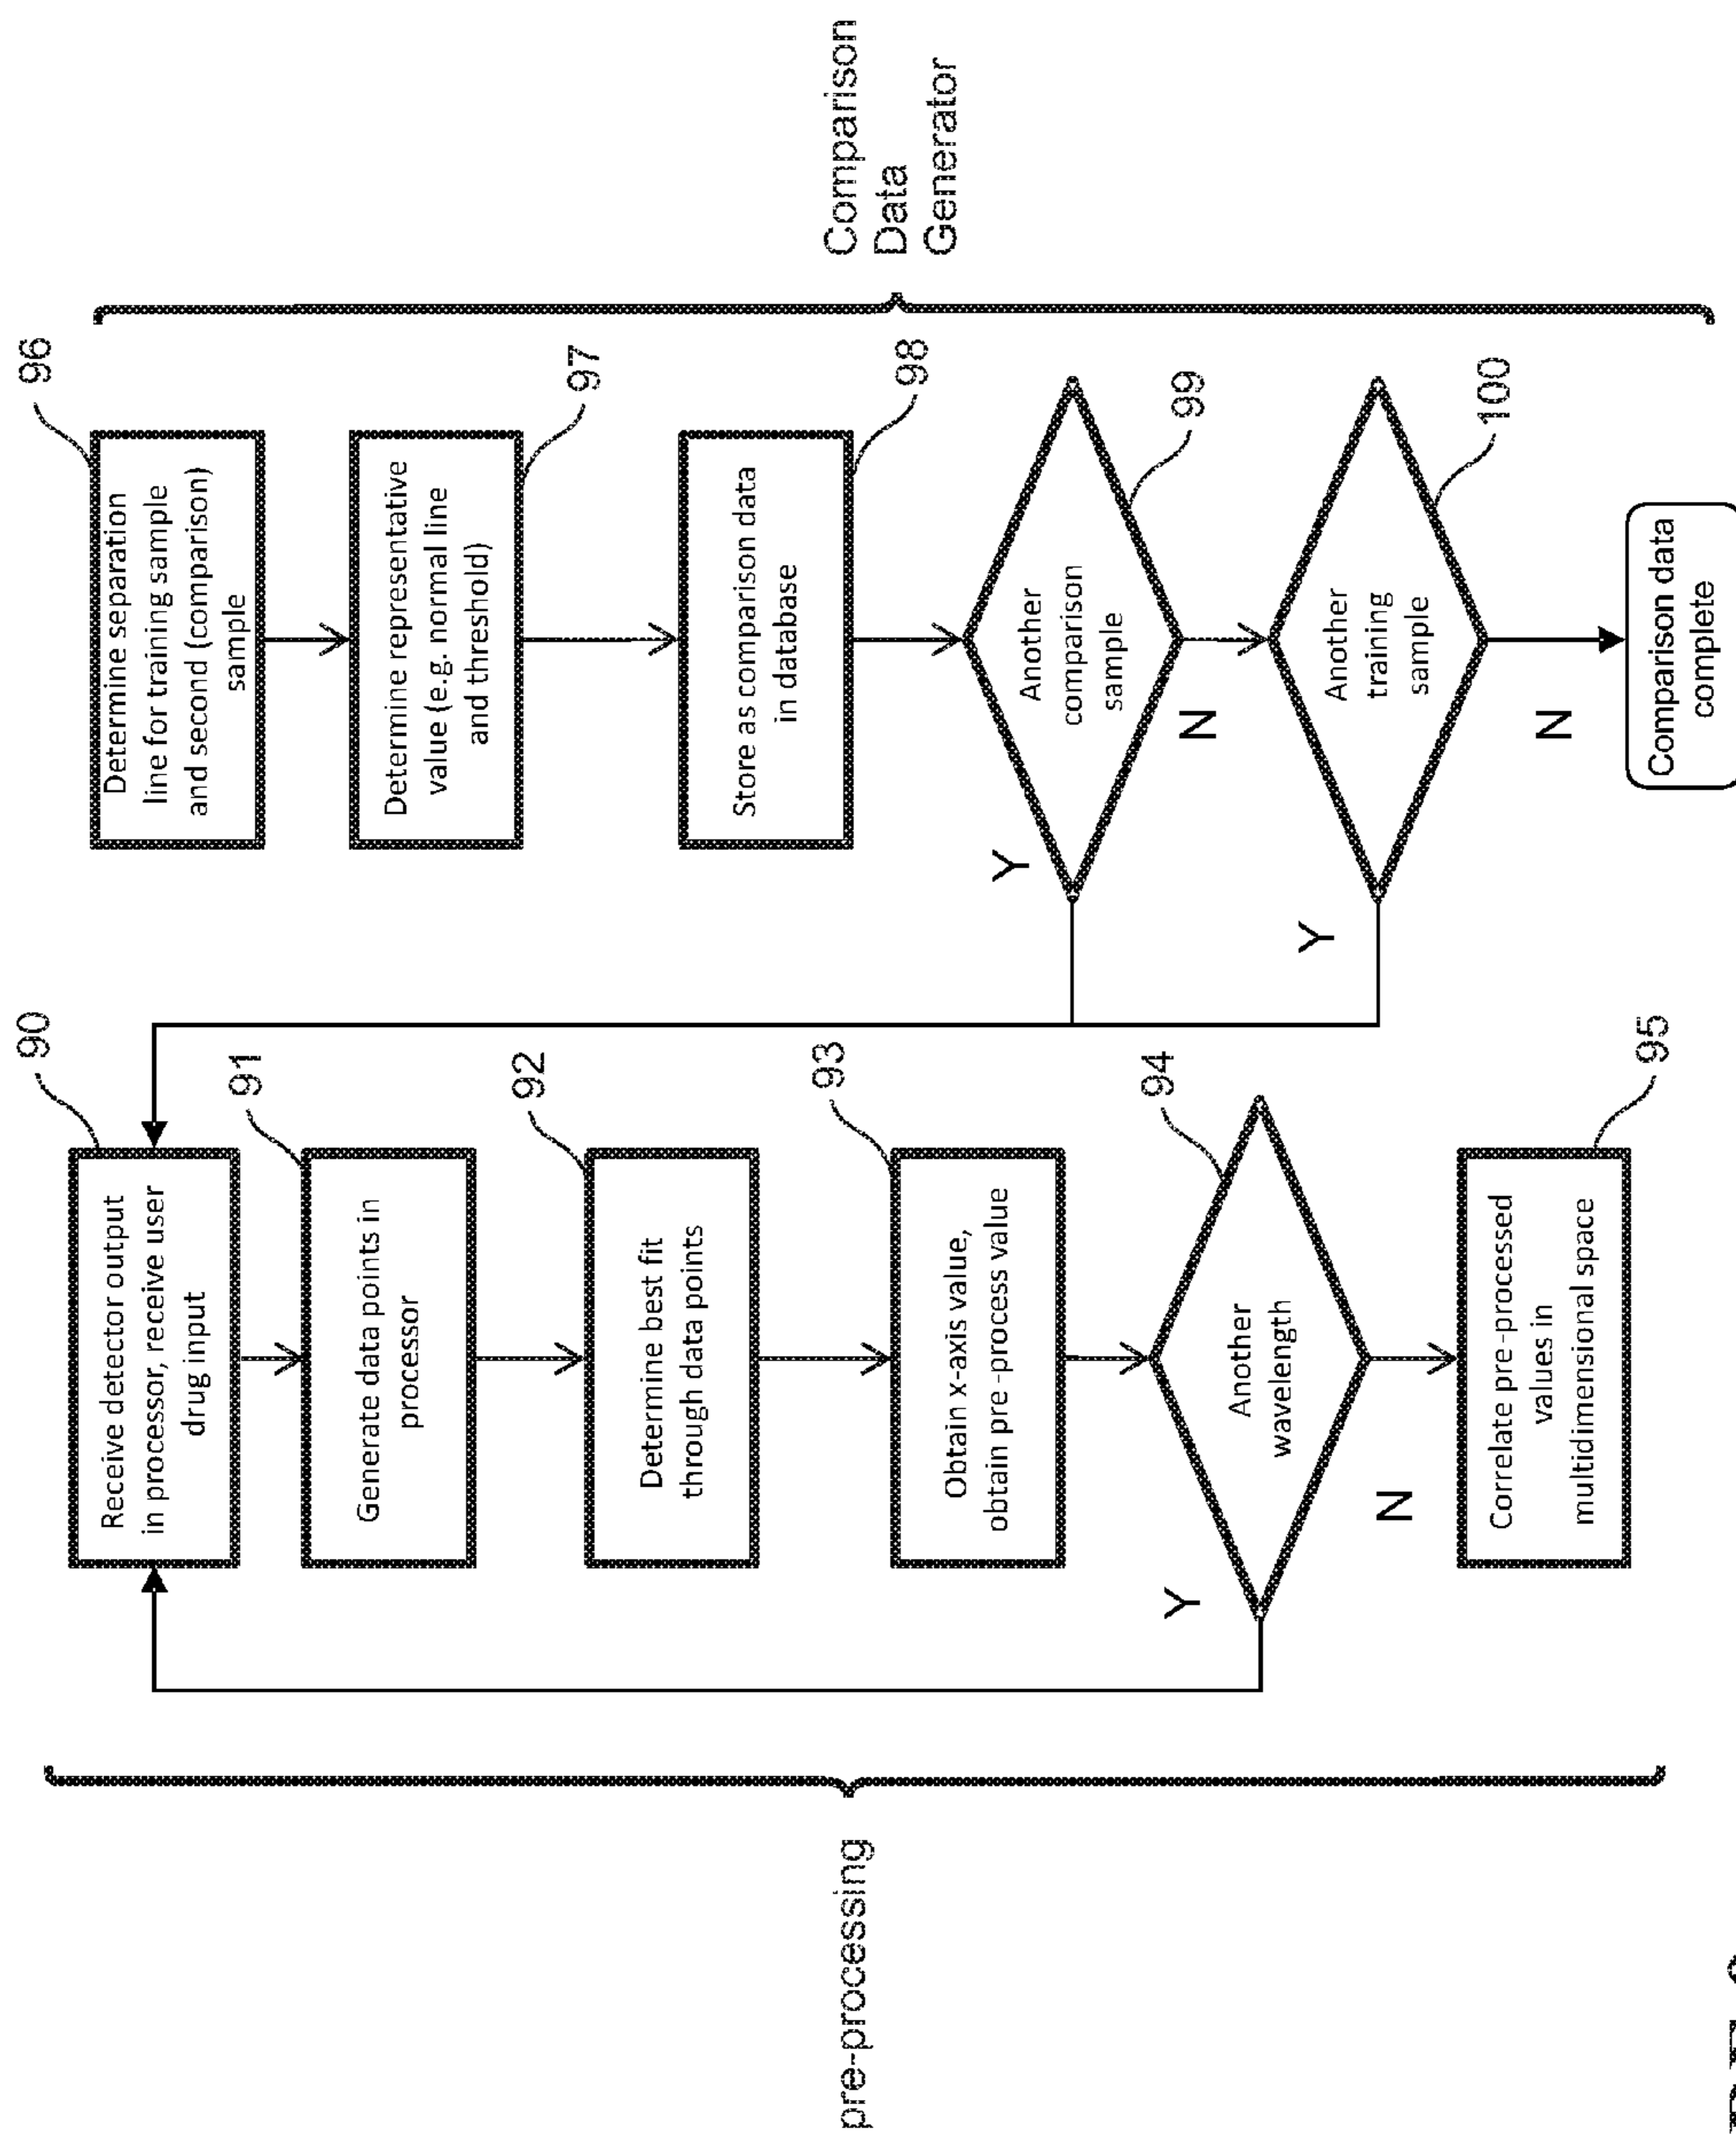 pre-processing
90
Receive detector output
in processor, receive user
drug input
91
Generate data points in
processor
92
Determine best fit
through data points
93
Obtain x-axis value,
obtain pre-process value
94
Another
wavelength
Y
N
95
Correlate pre-processed
values in
multidimensional space
96
Determine separation
line for training sample
and second (comparison)
sample
97
Determine representative
value (e.g. normal line
and threshold)
98
Store as comparison data
in database
99
Another
comparison
sample
Y
N
100
Another
training
sample
Y
N
Comparison data
complete
Comparison
Data
Generator